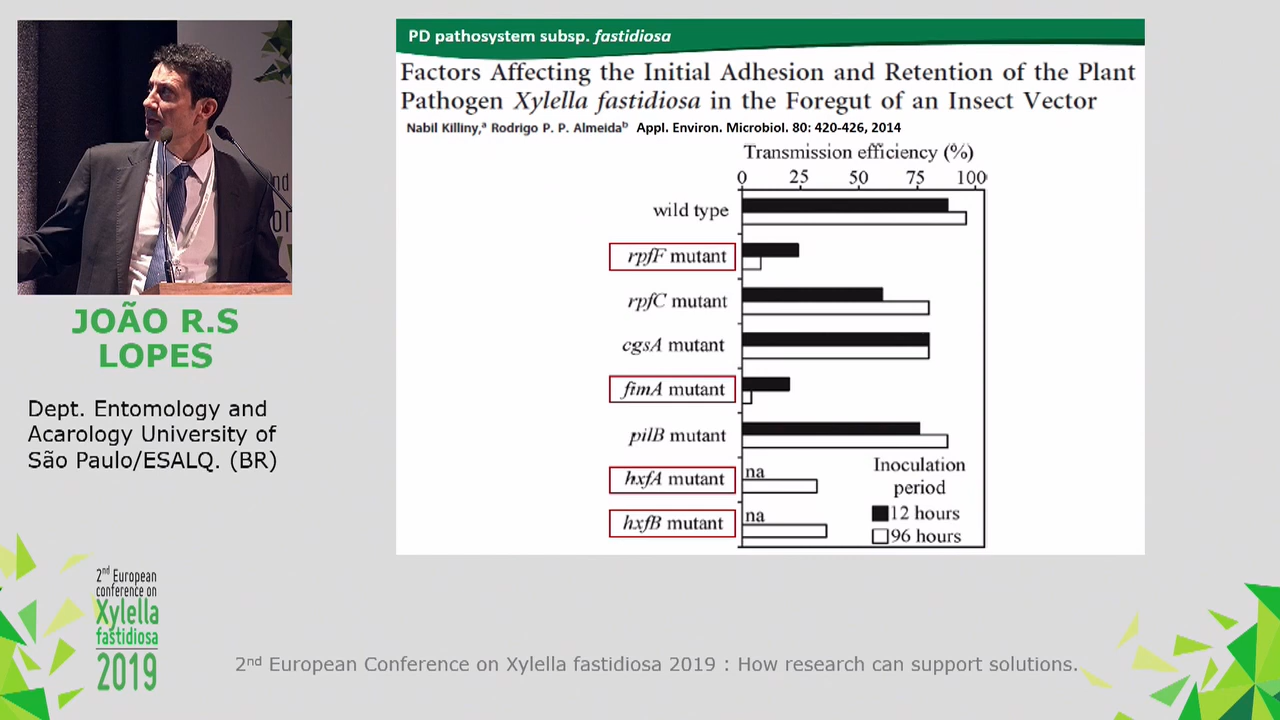 PD pathosystem subsp. fastidiosa
Factors Affecting the Initial Adhesion and Retention of the Plant
Pathogen Xylella fastidiosa in the Foregut of an Insect Vector
Nabil Killiny,ᵃ Rodrigo P. P. Almeidaᵇ Appl. Environ. Microbiol. 80: 420-426, 2014
Transmission efficiency (%)
0 25 50 75 100
wild type
rpfF mutant
rpfC mutant
cgsA mutant
fimA mutant
pilB mutant
hxfA mutant
na
hxfB mutant
na
Inoculation
period
12 hours
96 hours
JOÃO R.S
LOPES
Dept. Entomology and
Acarology University of
São Paulo/ESALQ. (BR)
2nd European
conference on
Xylella
fastidiosa
2019
2nd European Conference on Xylella fastidiosa 2019 : How research can support solutions.